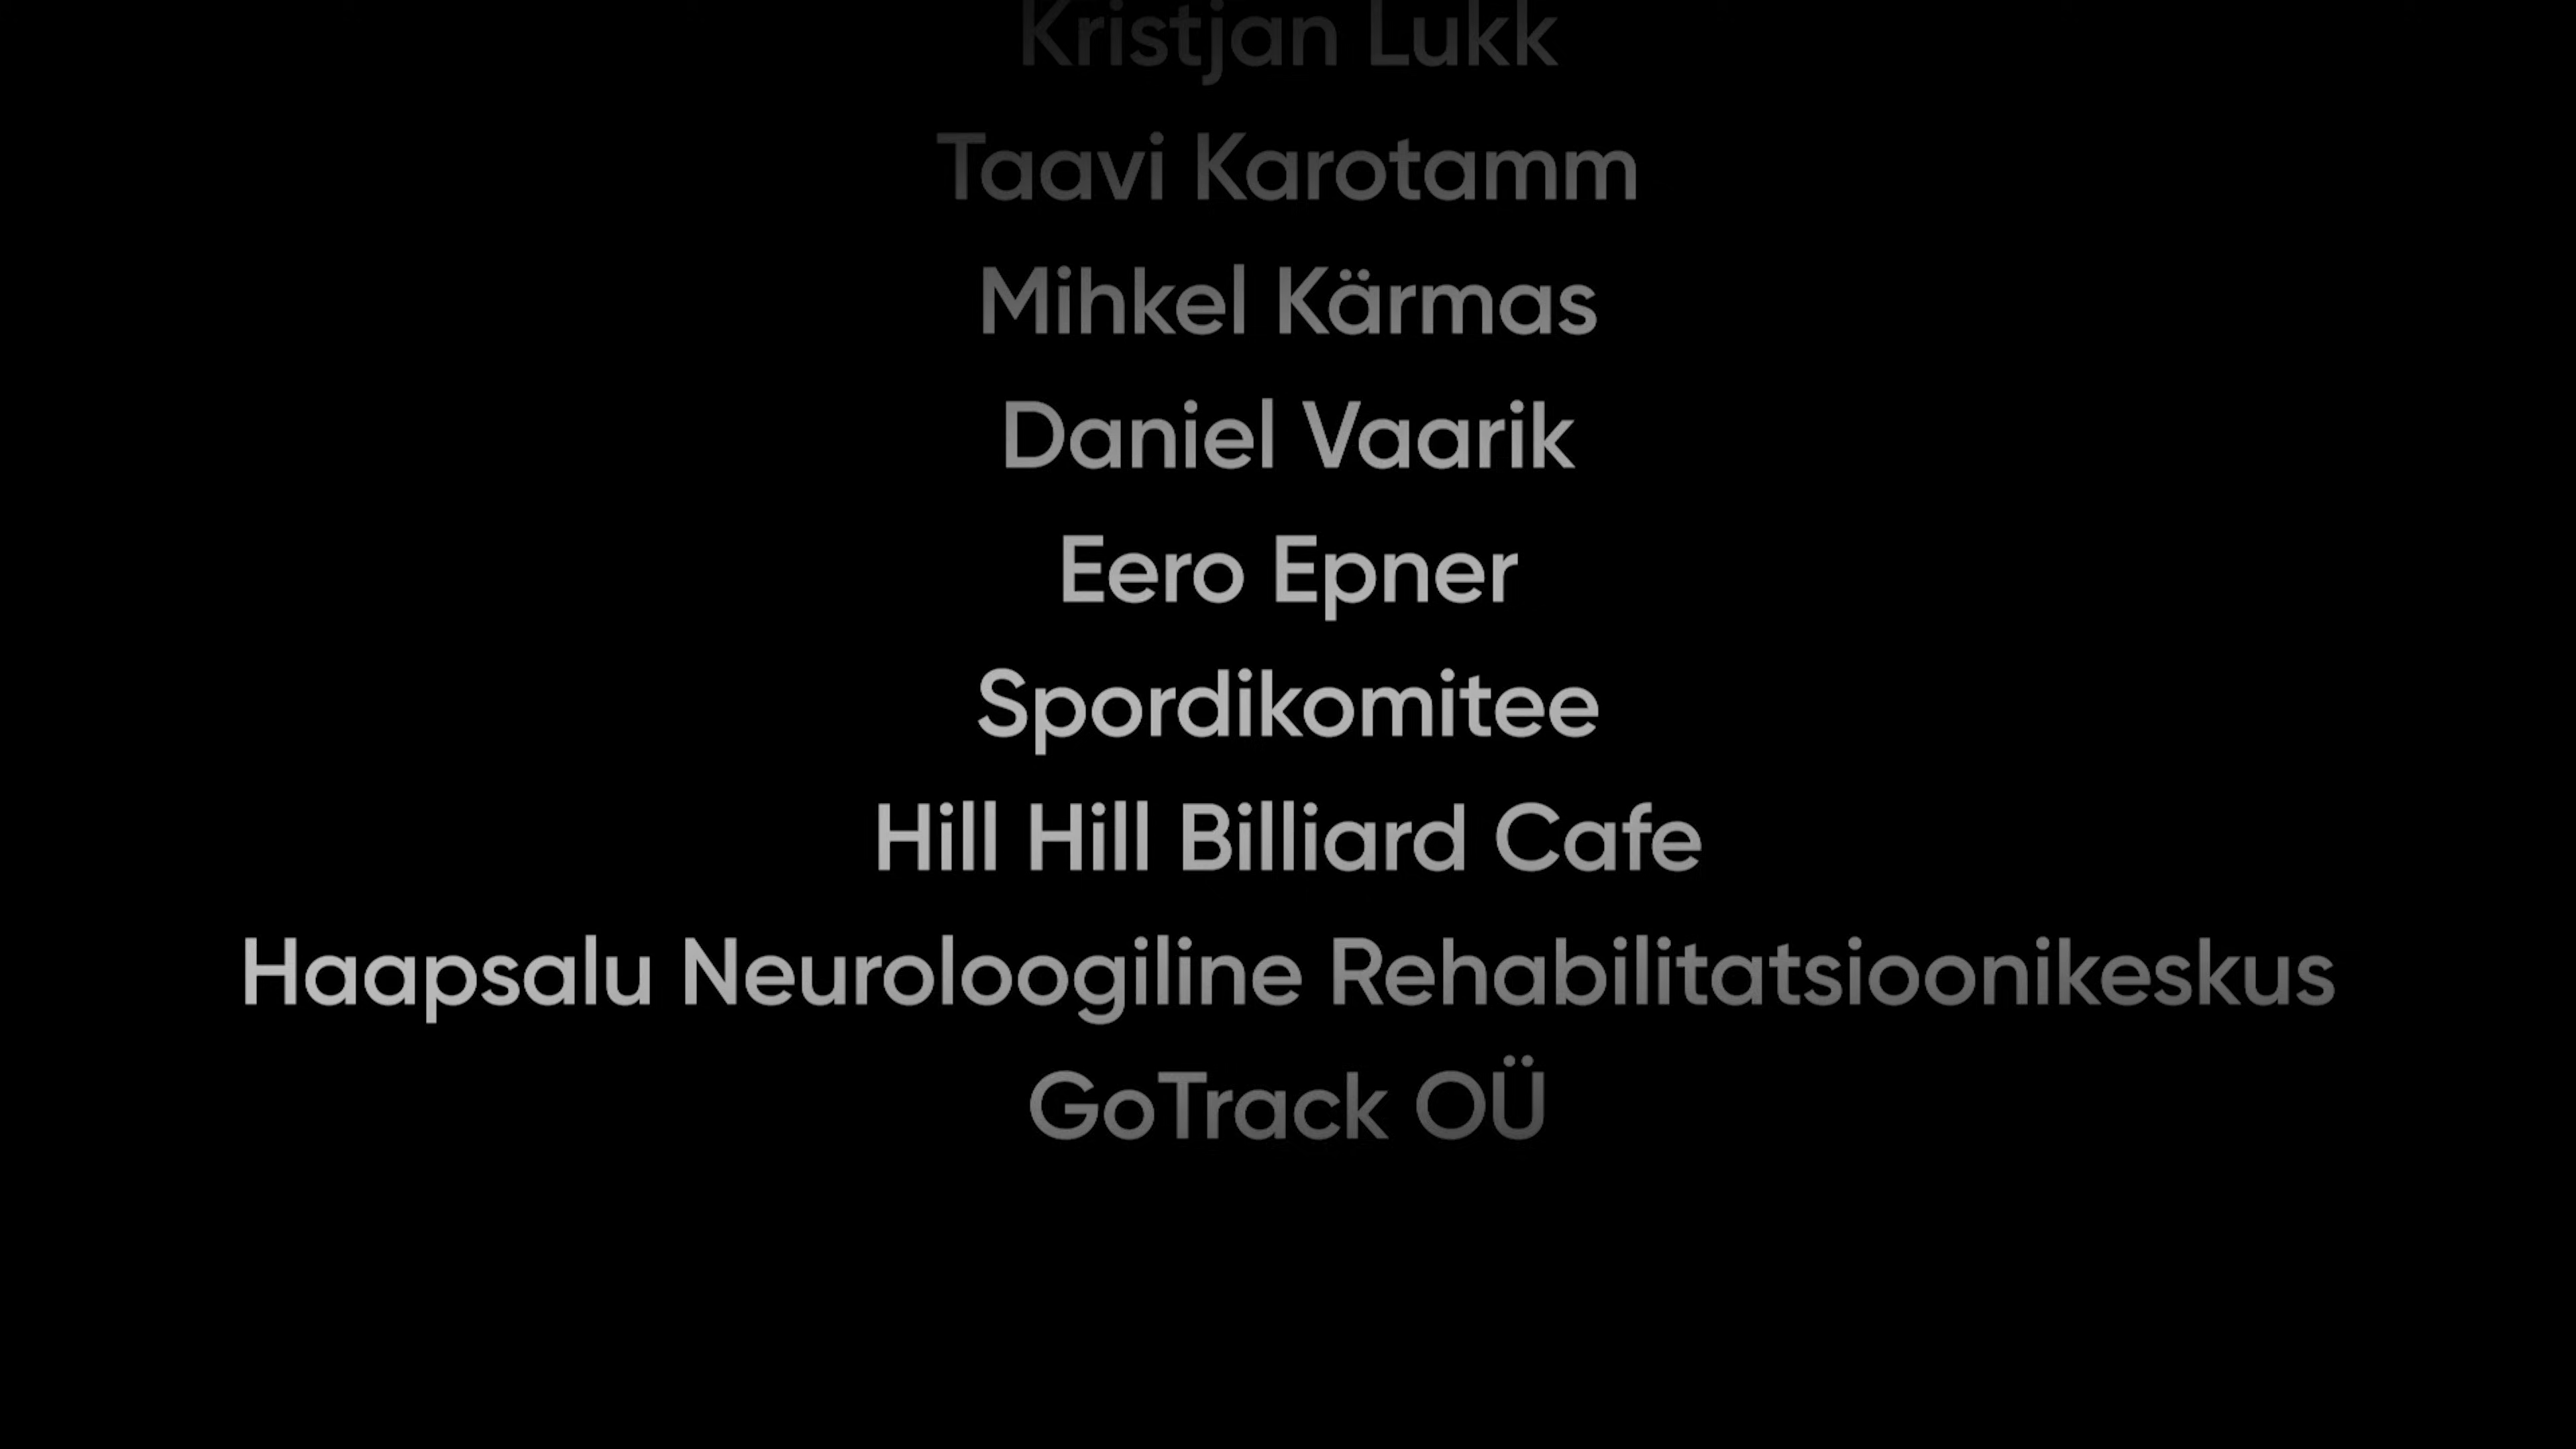 Kristjan Lukk
Taavi Karotamm
Mihkel Kärmas
Daniel Vaarik
Eero Epner
Spordikomitee
Hill Hill Billiard Cafe
Haapsalu Neuroloogiline Rehabilitatsioonikeskus
GoTrack OÜ